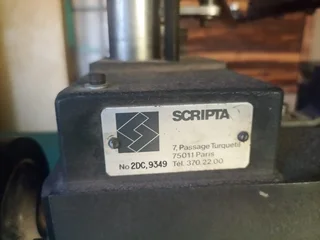 SCRIPTA
7, Passage Turquetil
75011 Paris
No 2DC,9349 Tél. 370.22.00